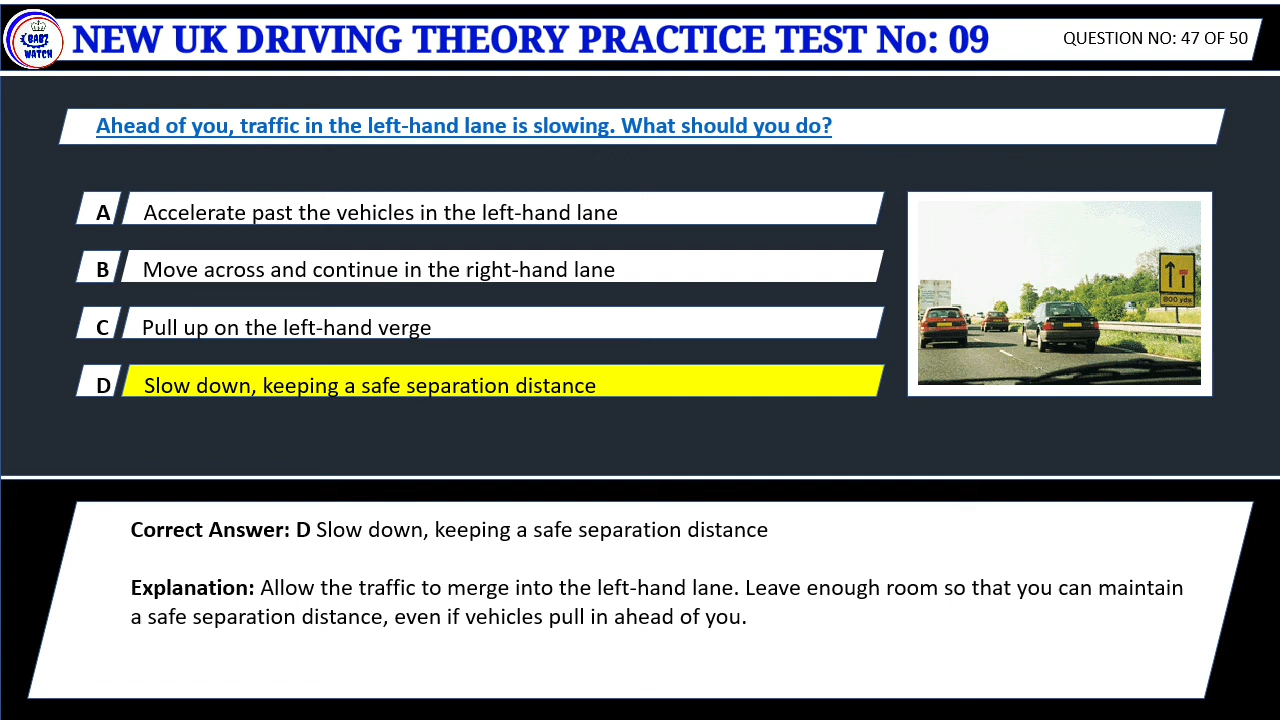 BABZ
WATCH
NEW UK DRIVING THEORY PRACTICE TEST No: 09
QUESTION NO: 47 OF 50
Ahead of you, traffic in the left-hand lane is slowing. What should you do?
A Accelerate past the vehicles in the left-hand lane
B Move across and continue in the right-hand lane
C Pull up on the left-hand verge
D Slow down, keeping a safe separation distance
800 yds
Correct Answer: D Slow down, keeping a safe separation distance
Explanation: Allow the traffic to merge into the left-hand lane. Leave enough room so that you can maintain
a safe separation distance, even if vehicles pull in ahead of you.